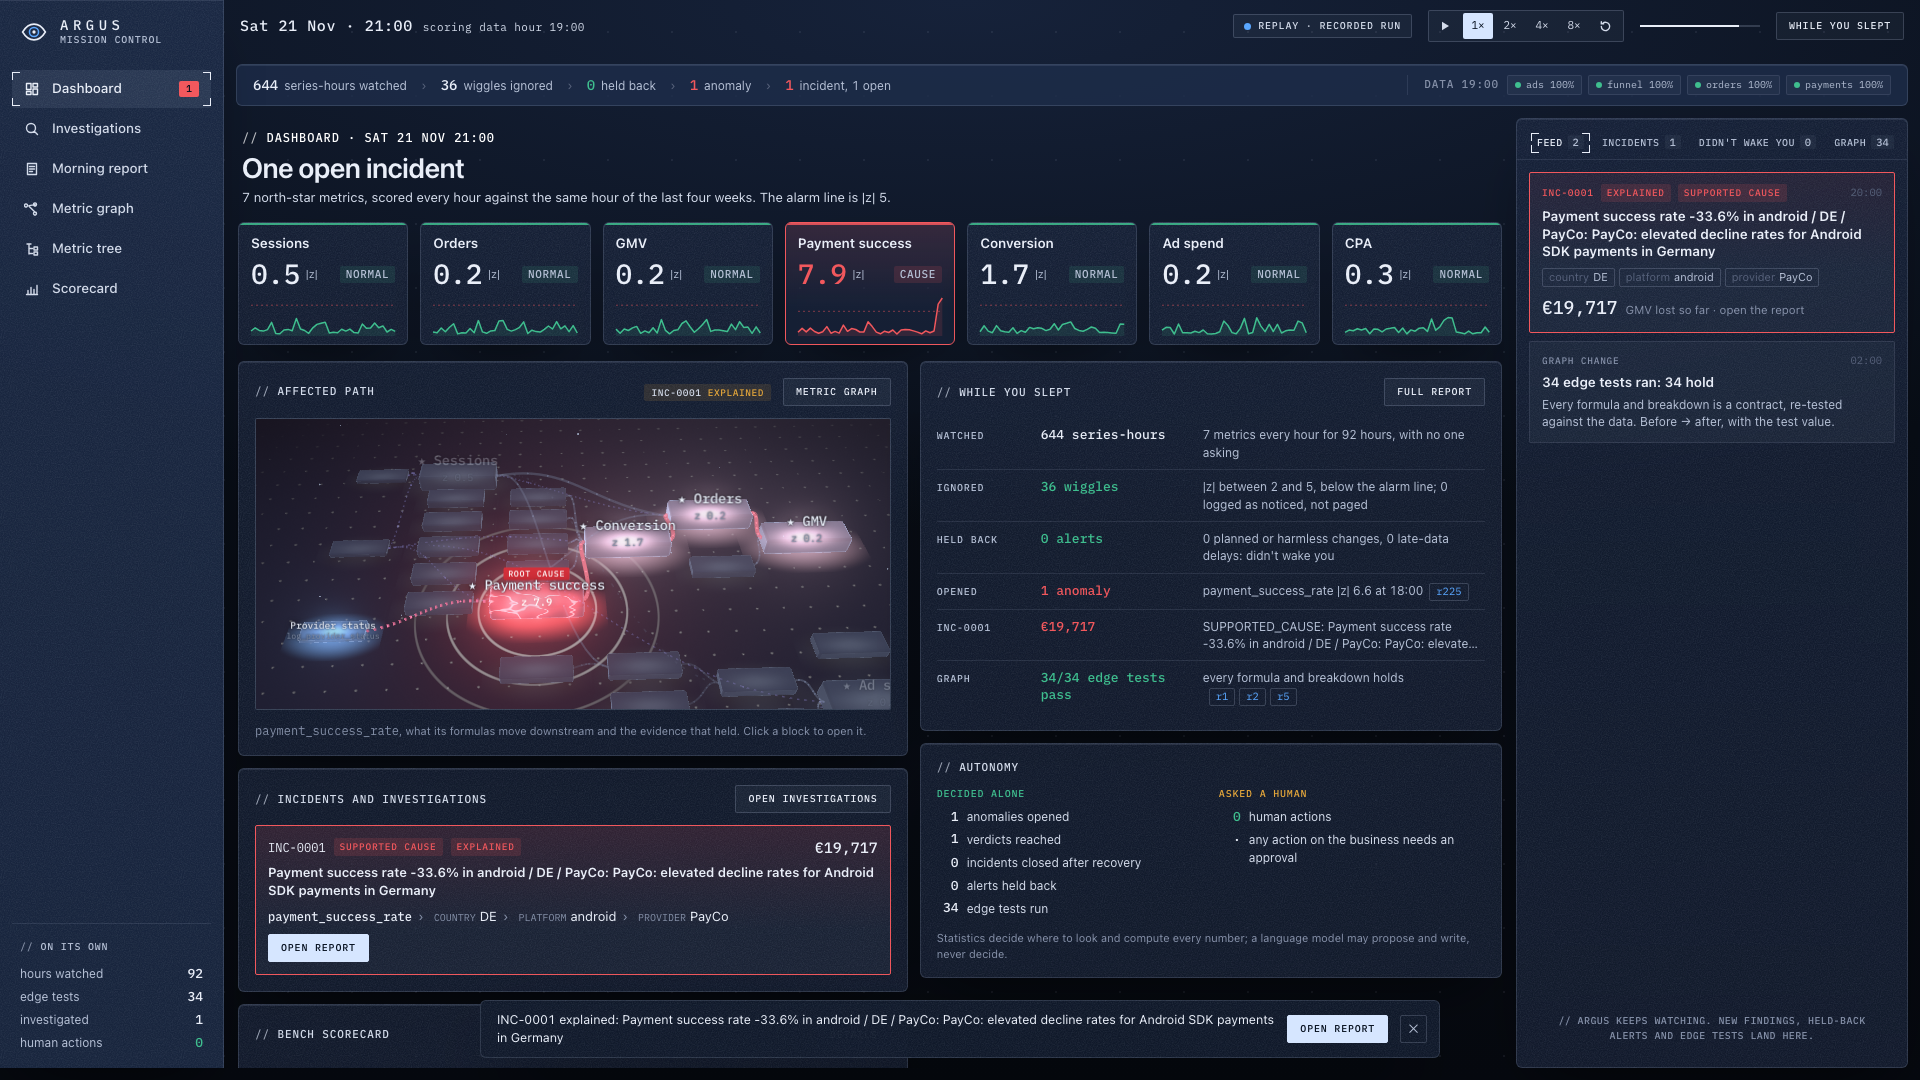 ARGUS
MISSION CONTROL
Dashboard 1
Investigations
Morning report
Metric graph
Metric tree
Scorecard
// ON ITS OWN
hours watched 92
edge tests 34
investigated 1
human actions 0
Sat 21 Nov · 21:00 scoring data hour 19:00
REPLAY · RECORDED RUN
1× 2× 4× 8×
WHILE YOU SLEPT
644 series-hours watched › 36 wiggles ignored › 0 held back › 1 anomaly › 1 incident, 1 open
DATA 19:00 ads 100% funnel 100% orders 100% payments 100%
// DASHBOARD · SAT 21 NOV 21:00
One open incident
7 north-star metrics, scored every hour against the same hour of the last four weeks. The alarm line is |z| 5.
Sessions
0.5 |z| NORMAL
Orders
0.2 |z| NORMAL
GMV
0.2 |z| NORMAL
Payment success
7.9 |z| CAUSE
Conversion
1.7 |z| NORMAL
Ad spend
0.2 |z| NORMAL
CPA
0.3 |z| NORMAL
// AFFECTED PATH
INC-0001 EXPLAINED
METRIC GRAPH
★ Sessions
★ Orders
z 0.2
★ Conversion
z 1.7
★ GMV
z 0.2
ROOT CAUSE
★ Payment success
z 7.9
Provider status
★ Ad s
payment_success_rate, what its formulas move downstream and the evidence that held. Click a block to open it.
// INCIDENTS AND INVESTIGATIONS
OPEN INVESTIGATIONS
INC-0001 SUPPORTED CAUSE EXPLAINED €19,717
Payment success rate -33.6% in android / DE / PayCo: PayCo: elevated decline rates for Android
SDK payments in Germany
payment_success_rate › COUNTRY DE › PLATFORM android › PROVIDER PayCo
OPEN REPORT
// BENCH SCORECARD
// WHILE YOU SLEPT
FULL REPORT
WATCHED 644 series-hours 7 metrics every hour for 92 hours, with no one
asking
IGNORED 36 wiggles |z| between 2 and 5, below the alarm line; 0
logged as noticed, not paged
HELD BACK 0 alerts 0 planned or harmless changes, 0 late-data
delays: didn't wake you
OPENED 1 anomaly payment_success_rate |z| 6.6 at 18:00 r225
INC-0001 €19,717 SUPPORTED_CAUSE: Payment success rate
-33.6% in android / DE / PayCo: PayCo: elevate…
GRAPH 34/34 edge tests every formula and breakdown holds
pass r1 r2 r5
// AUTONOMY
DECIDED ALONE
1 anomalies opened
1 verdicts reached
0 incidents closed after recovery
0 alerts held back
34 edge tests run
ASKED A HUMAN
0 human actions
· any action on the business needs an
approval
Statistics decide where to look and compute every number; a language model may propose and write,
never decide.
INC-0001 explained: Payment success rate -33.6% in android / DE / PayCo: PayCo: elevated decline rates for Android SDK payments
in Germany
OPEN REPORT
FEED 2 INCIDENTS 1 DIDN'T WAKE YOU 0 GRAPH 34
INC-0001 EXPLAINED SUPPORTED CAUSE 20:00
Payment success rate -33.6% in android / DE /
PayCo: PayCo: elevated decline rates for Android
SDK payments in Germany
country DE platform android provider PayCo
€19,717 GMV lost so far · open the report
GRAPH CHANGE 02:00
34 edge tests ran: 34 hold
Every formula and breakdown is a contract, re-tested
against the data. Before → after, with the test value.
// ARGUS KEEPS WATCHING. NEW FINDINGS, HELD-BACK
ALERTS AND EDGE TESTS LAND HERE.